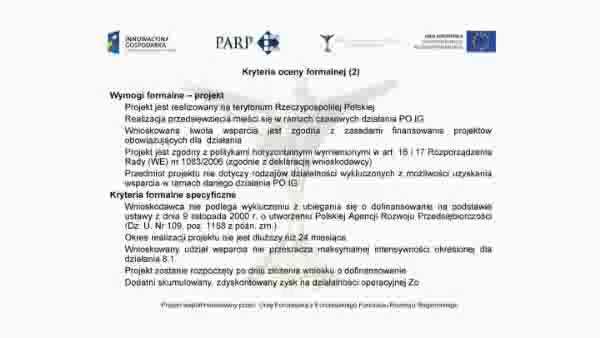 INNOWACYJNA
GOSPODARKA
PARP
UNIA EUROPEJSKA
Kryteria oceny formalnej (2)
Wymogi formalne – projekt
Projekt jest realizowany na terytorium Rzeczypospolitej Polskiej
Realizacja przedsięwzięcia mieści się w ramach czasowych działania PO IG
Wnioskowana kwota wsparcia jest zgodna z zasadami finansowania projektów
obowiązujących dla działania
Projekt jest zgodny z politykami horyzontalnymi wymienionymi w art. 16 i 17 Rozporządzenia
Rady (WE) nr 1083/2006 (zgodnie z deklaracją wnioskodawcy)
Przedmiot projektu nie dotyczy rodzajów działalności wykluczonych z możliwości uzyskania
wsparcia w ramach danego działania PO IG
Kryteria formalne specyficzne
Wnioskodawca nie podlega wykluczeniu z ubiegania się o dofinansowanie na podstawie
ustawy z dnia 9 listopada 2000 r. o utworzeniu Polskiej Agencji Rozwoju Przedsiębiorczości
(Dz. U. Nr 109, poz. 1158 z późn. zm.)
Okres realizacji projektu nie jest dłuższy niż 24 miesiące
Wnioskowany udział wsparcia nie przekracza maksymalnej intensywności określonej dla
działania 8.1
Projekt zostanie rozpoczęty po dniu złożenia wniosku o dofinansowanie
Dodatni skumulowany, zdyskontowany zysk na działalności operacyjnej Zo
Projekt współfinansowany przez Unię Europejską z Europejskiego Funduszu Rozwoju Regionalnego